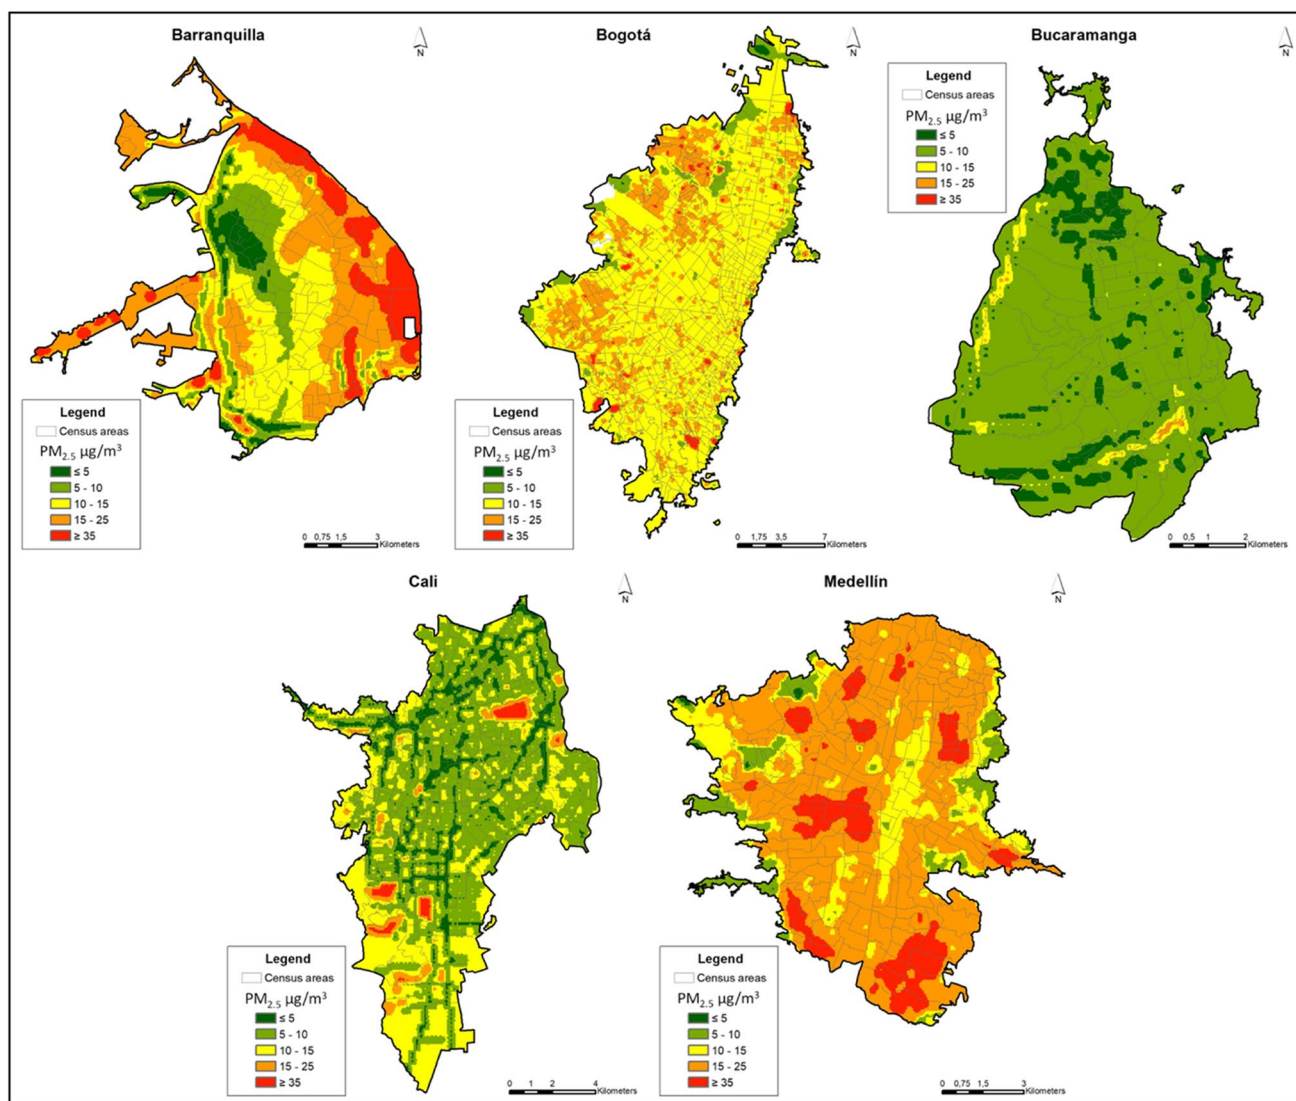 Barranquilla
N
Legend
Census areas
PM2.5 µg/m3
≤ 5
5 - 10
10 - 15
15 - 25
≥ 35
0 0,75 1,5 3
Kilometers
Bogotá
N
Legend
Census areas
PM2.5 µg/m3
≤ 5
5 - 10
10 - 15
15 - 25
≥ 35
0 1,75 3,5 7
Kilometers
Bucaramanga
N
Legend
Census areas
PM2.5 µg/m3
≤ 5
5 - 10
10 - 15
15 - 25
≥ 35
0 0,5 1 2
Kilometers
Cali
N
Legend
Census areas
PM2.5 µg/m3
≤ 5
5 - 10
10 - 15
15 - 25
≥ 35
0 1 2 4
Kilometers
Medellín
N
Legend
Census areas
PM2.5 µg/m3
≤ 5
5 - 10
10 - 15
15 - 25
≥ 35
0 0,75 1,5 3
Kilometers